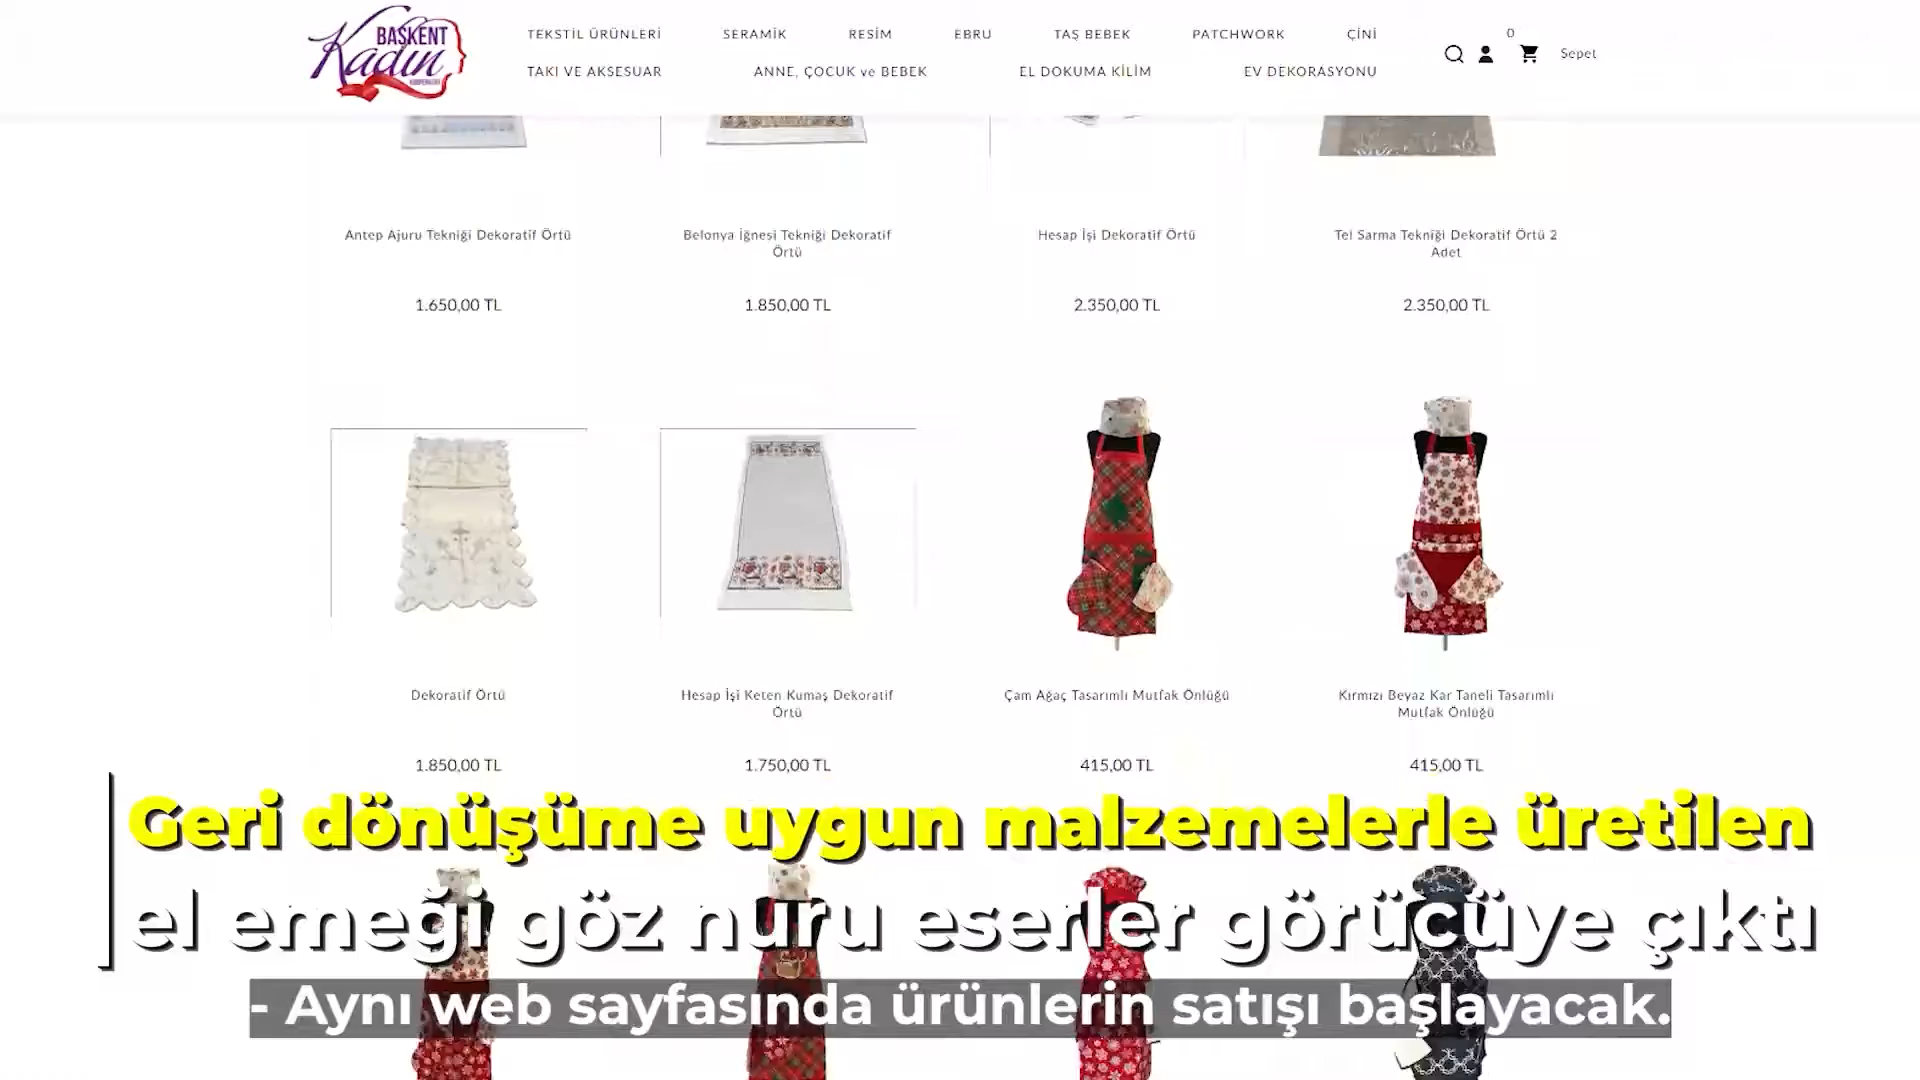 BAŞKENT
Kadın
KOOPERATİFİ
TEKSTİL ÜRÜNLERİ
SERAMİK
RESİM
EBRU
TAŞ BEBEK
PATCHWORK
ÇİNİ
TAKI VE AKSESUAR
ANNE, ÇOCUK ve BEBEK
EL DOKUMA KİLİM
EV DEKORASYONU
0
Sepet
Antep Ajuru Tekniği Dekoratif Örtü
1.650,00 TL
Belonya İğnesi Tekniği Dekoratif
Örtü
1.850,00 TL
Hesap İşi Dekoratif Örtü
2.350,00 TL
Tel Sarma Tekniği Dekoratif Örtü 2
Adet
2.350,00 TL
Dekoratif Örtü
1.850,00 TL
Hesap İşi Keten Kumaş Dekoratif
Örtü
1.750,00 TL
Çam Ağaç Tasarımlı Mutfak Önlüğü
415,00 TL
Kırmızı Beyaz Kar Taneli Tasarımlı
Mutfak Önlüğü
415,00 TL
Geri dönüşüme uygun malzemelerle üretilen
el emeği göz nuru eserler görücüye çıktı
- Aynı web sayfasında ürünlerin satışı başlayacak.